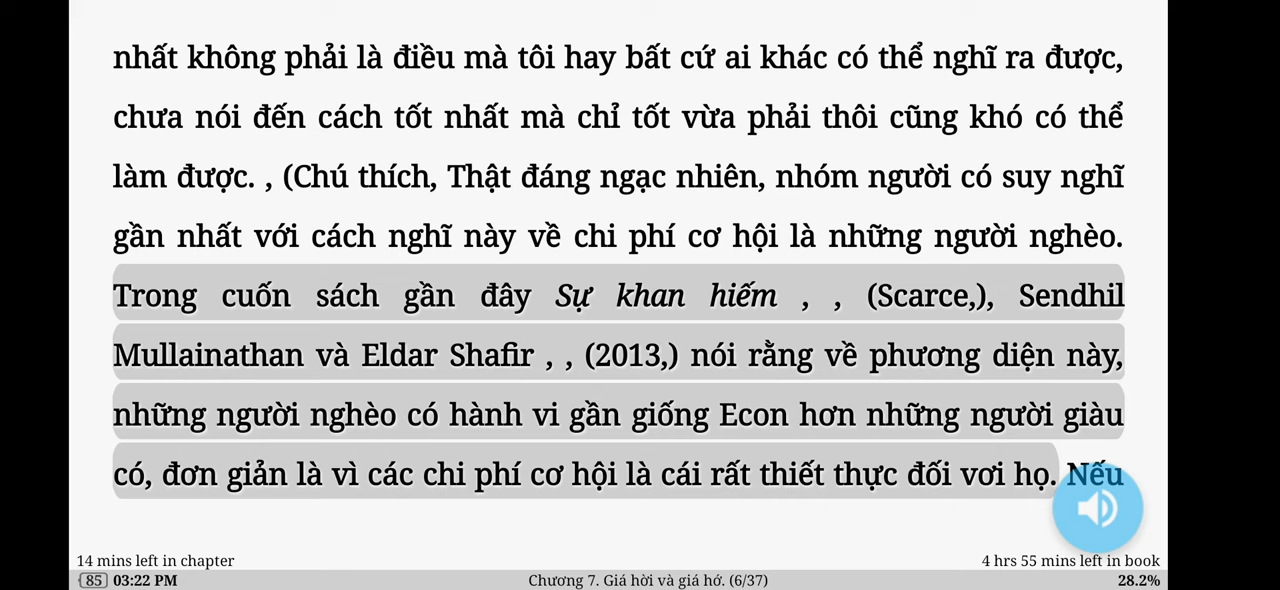 nhất không phải là điều mà tôi hay bất cứ ai khác có thể nghĩ ra được,
chưa nói đến cách tốt nhất mà chỉ tốt vừa phải thôi cũng khó có thể
làm được. , (Chú thích, Thật đáng ngạc nhiên, nhóm người có suy nghĩ
gần nhất với cách nghĩ này về chi phí cơ hội là những người nghèo.
Trong cuốn sách gần đây Sự khan hiếm , , (Scarce,), Sendhil
Mullainathan và Eldar Shafir , , (2013,) nói rằng về phương diện này,
những người nghèo có hành vi gần giống Econ hơn những người giàu
có, đơn giản là vì các chi phí cơ hội là cái rất thiết thực đối vơi họ. Nếu
14 mins left in chapter 4 hrs 55 mins left in book
85 03:22 PM Chương 7. Giá hời và giá hớ. (6/37) 28.2%